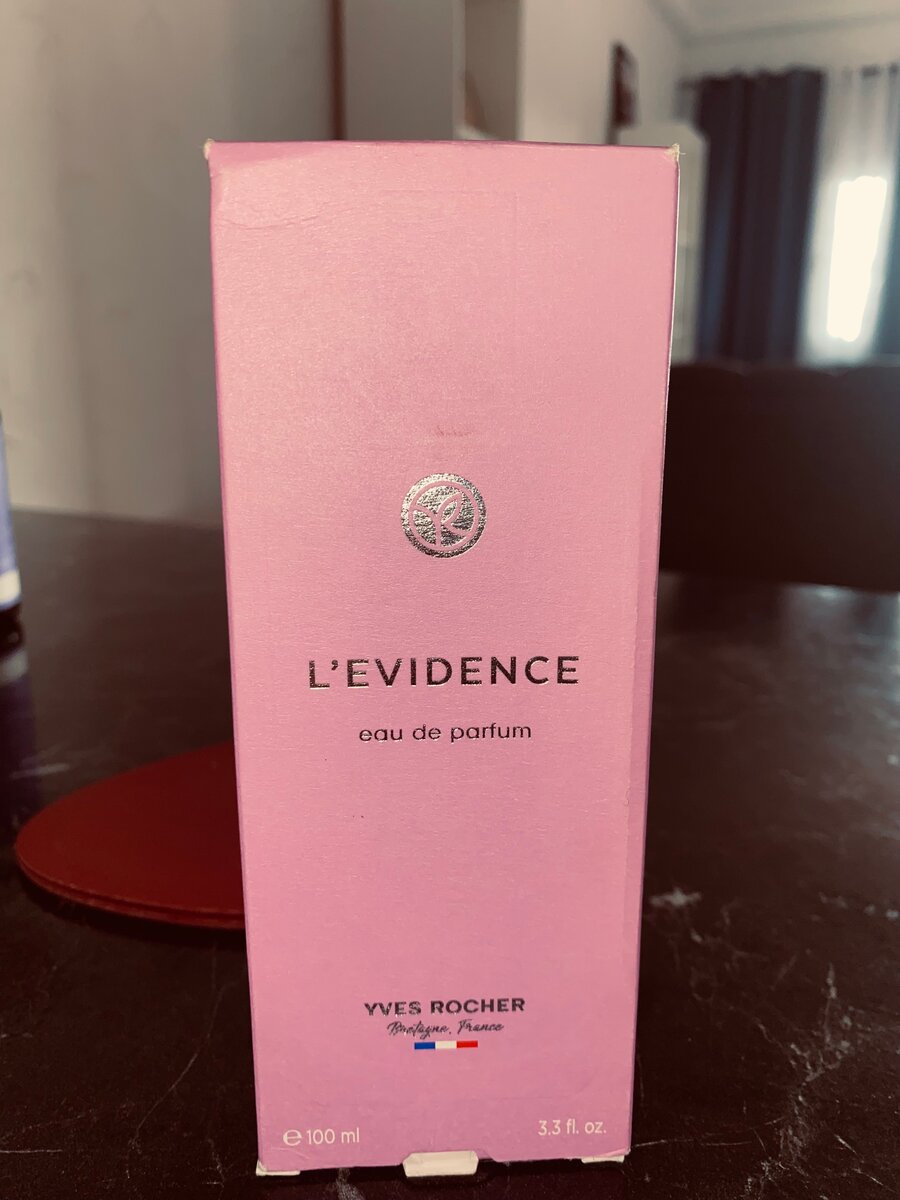 L'EVIDENCE
eau de parfum
YVES ROCHER
Bretagne, France
℮ 100 ml
3.3 fl. oz.